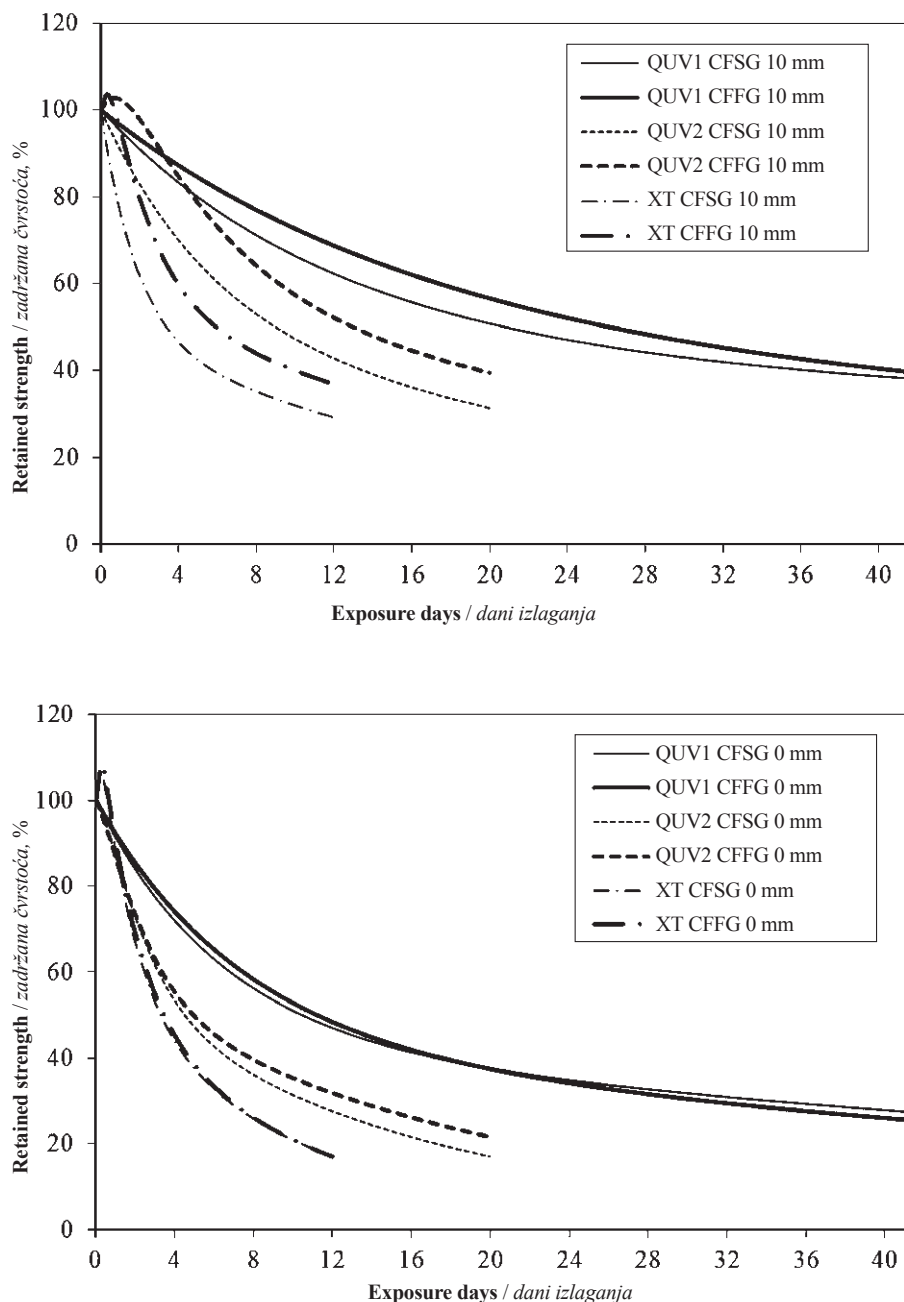 120
100
80
60
40
20
0
Retained strength / zadržana čvrstoća, %
QUV1 CFSG 10 mm
QUV1 CFFG 10 mm
QUV2 CFSG 10 mm
QUV2 CFFG 10 mm
XT CFSG 10 mm
XT CFFG 10 mm
0 4 8 12 16 20 24 28 32 36 40
Exposure days / dani izlaganja
120
100
80
60
40
20
0
Retained strength / zadržana čvrstoća, %
QUV1 CFSG 0 mm
QUV1 CFFG 0 mm
QUV2 CFSG 0 mm
QUV2 CFFG 0 mm
XT CFSG 0 mm
XT CFFG 0 mm
0 4 8 12 16 20 24 28 32 36 40
Exposure days / dani izlaganja